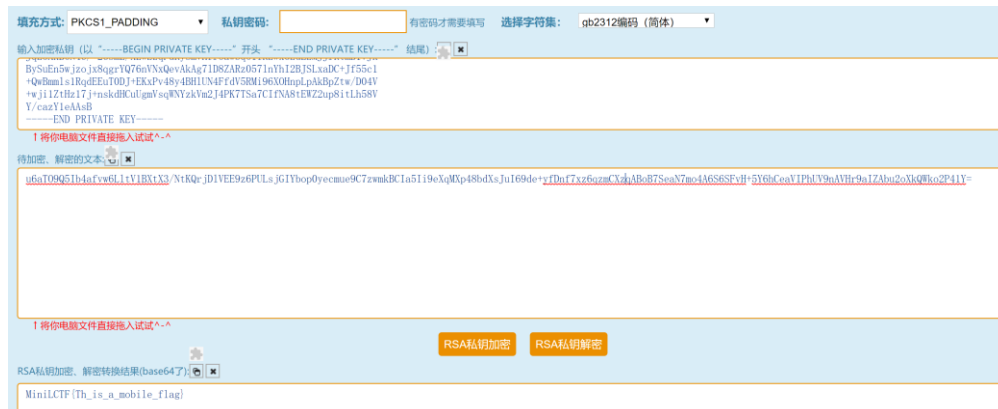 填充方式: PKCS1_PADDING 私钥密码: 有密码才需要填写 选择字符集: gb2312编码（简体）
输入加密私钥（以 "-----BEGIN PRIVATE KEY-----" 开头 "-----END PRIVATE KEY-----" 结尾）:
BySuEn5wjzojx8qgrYQ76nVNxQevAkAg71D8ZARz0571nYhI2BJSLxaDC+Jf55c1
+QwBmmls1RqdEEuT0DJ+EKxPv48y4BH1UN4FfdV5RMi96XOHnpLpAkBpZtw/D04V
+wji1ZtHz17j+nskdHCuUgmVsqWNYzkVm2J4PK7TSa7CIfNA8tEWZ2up8itLh58V
Y/cazYleAAsB
-----END PRIVATE KEY-----
↑将你电脑文件直接拖入试试^-^
待加密、解密的文本:
u6aT09Q5Ib4afvw6L1tV1BXtX3/NtKQrjD1VEE9z6PULsjGIYbop0yecmue9C7zwmkBCIa5Ii9eXqMXp48bdXsJuI69de+yfDnf7xz6qzmCXzqABoB7SeaN7mo4A6S6SFvH+5Y6hCeaVIPhUV9nAVHr9aIZAbu2oXkQWko2P41Y=
↑将你电脑文件直接拖入试试^-^
RSA私钥加密 RSA私钥解密
RSA私钥加密、解密转换结果(base64了):
MiniLCTF{Th_is_a_mobile_flag}